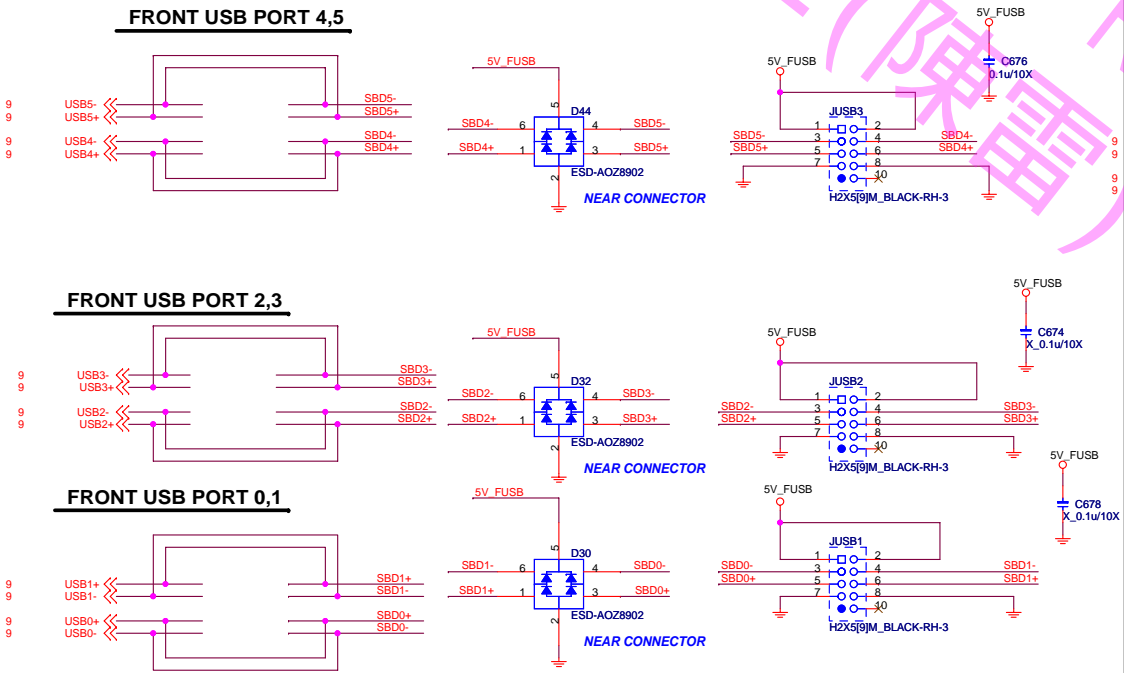 FRONT USB PORT 4,5
9 USB5-
9 USB5+
9 USB4-
9 USB4+
SBD5-
SBD5+
SBD4-
SBD4+
5V_FUSB
5
D44
SBD4- 6 4 SBD5-
SBD4+ 1 3 SBD5+
2
ESD-AOZ8902
NEAR CONNECTOR
5V_FUSB
JUSB3
1 2
SBD5- 3 4 SBD4-
SBD5+ 5 6 SBD4+
7 8
10
H2X5[9]M_BLACK-RH-3
5V_FUSB
C676
0.1u/10X
9
9
9
9
(陳雷)
FRONT USB PORT 2,3
9 USB3-
9 USB3+
9 USB2-
9 USB2+
SBD3-
SBD3+
SBD2-
SBD2+
5V_FUSB
5
D32
SBD2- 6 4 SBD3-
SBD2+ 1 3 SBD3+
2
ESD-AOZ8902
NEAR CONNECTOR
5V_FUSB
JUSB2
1 2
SBD2- 3 4 SBD3-
SBD2+ 5 6 SBD3+
7 8
10
H2X5[9]M_BLACK-RH-3
5V_FUSB
C674
X_0.1u/10X
FRONT USB PORT 0,1
9 USB1+
9 USB1-
9 USB0+
9 USB0-
SBD1+
SBD1-
SBD0+
SBD0-
5V_FUSB
5
D30
SBD1- 6 4 SBD0-
SBD1+ 1 3 SBD0+
2
ESD-AOZ8902
NEAR CONNECTOR
5V_FUSB
JUSB1
1 2
SBD0- 3 4 SBD1-
SBD0+ 5 6 SBD1+
7 8
10
H2X5[9]M_BLACK-RH-3
5V_FUSB
C678
X_0.1u/10X